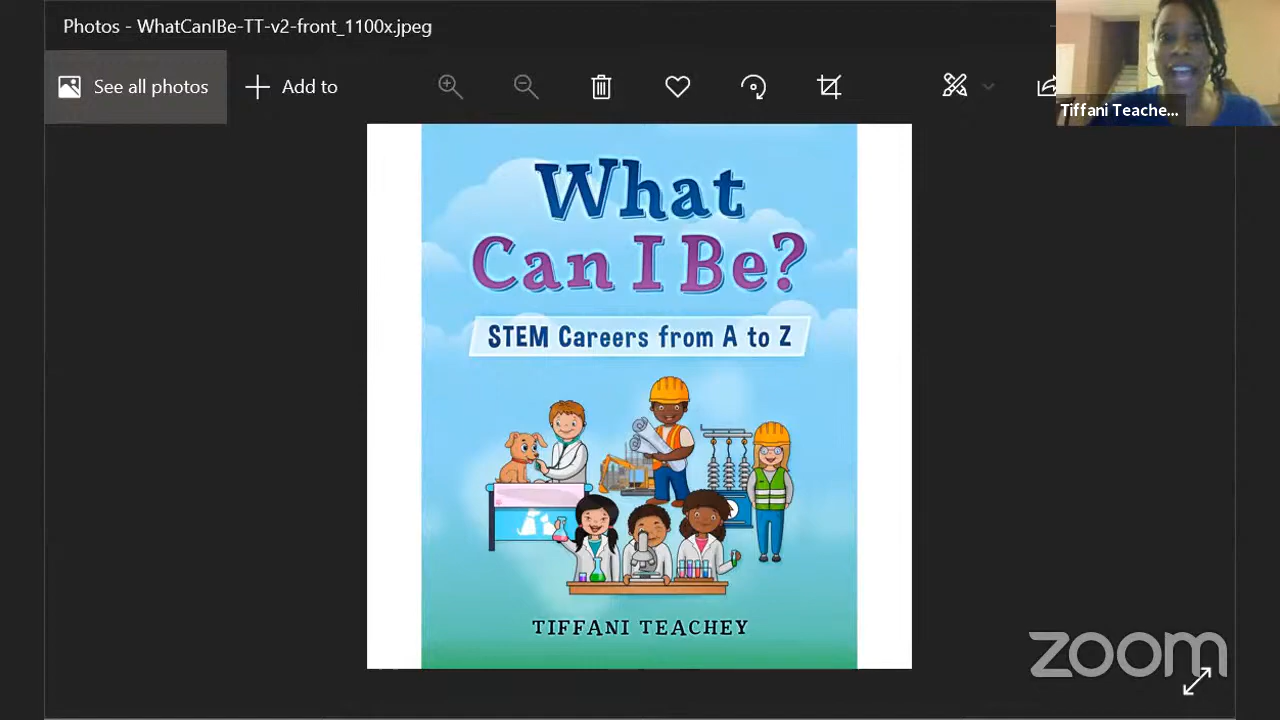 Photos - WhatCanIBe-TT-v2-front_1100x.jpeg
See all photos
Add to
Tiffani Teache...
What
Can I Be?
STEM Careers from A to Z
TIFFANI TEACHEY
zoom